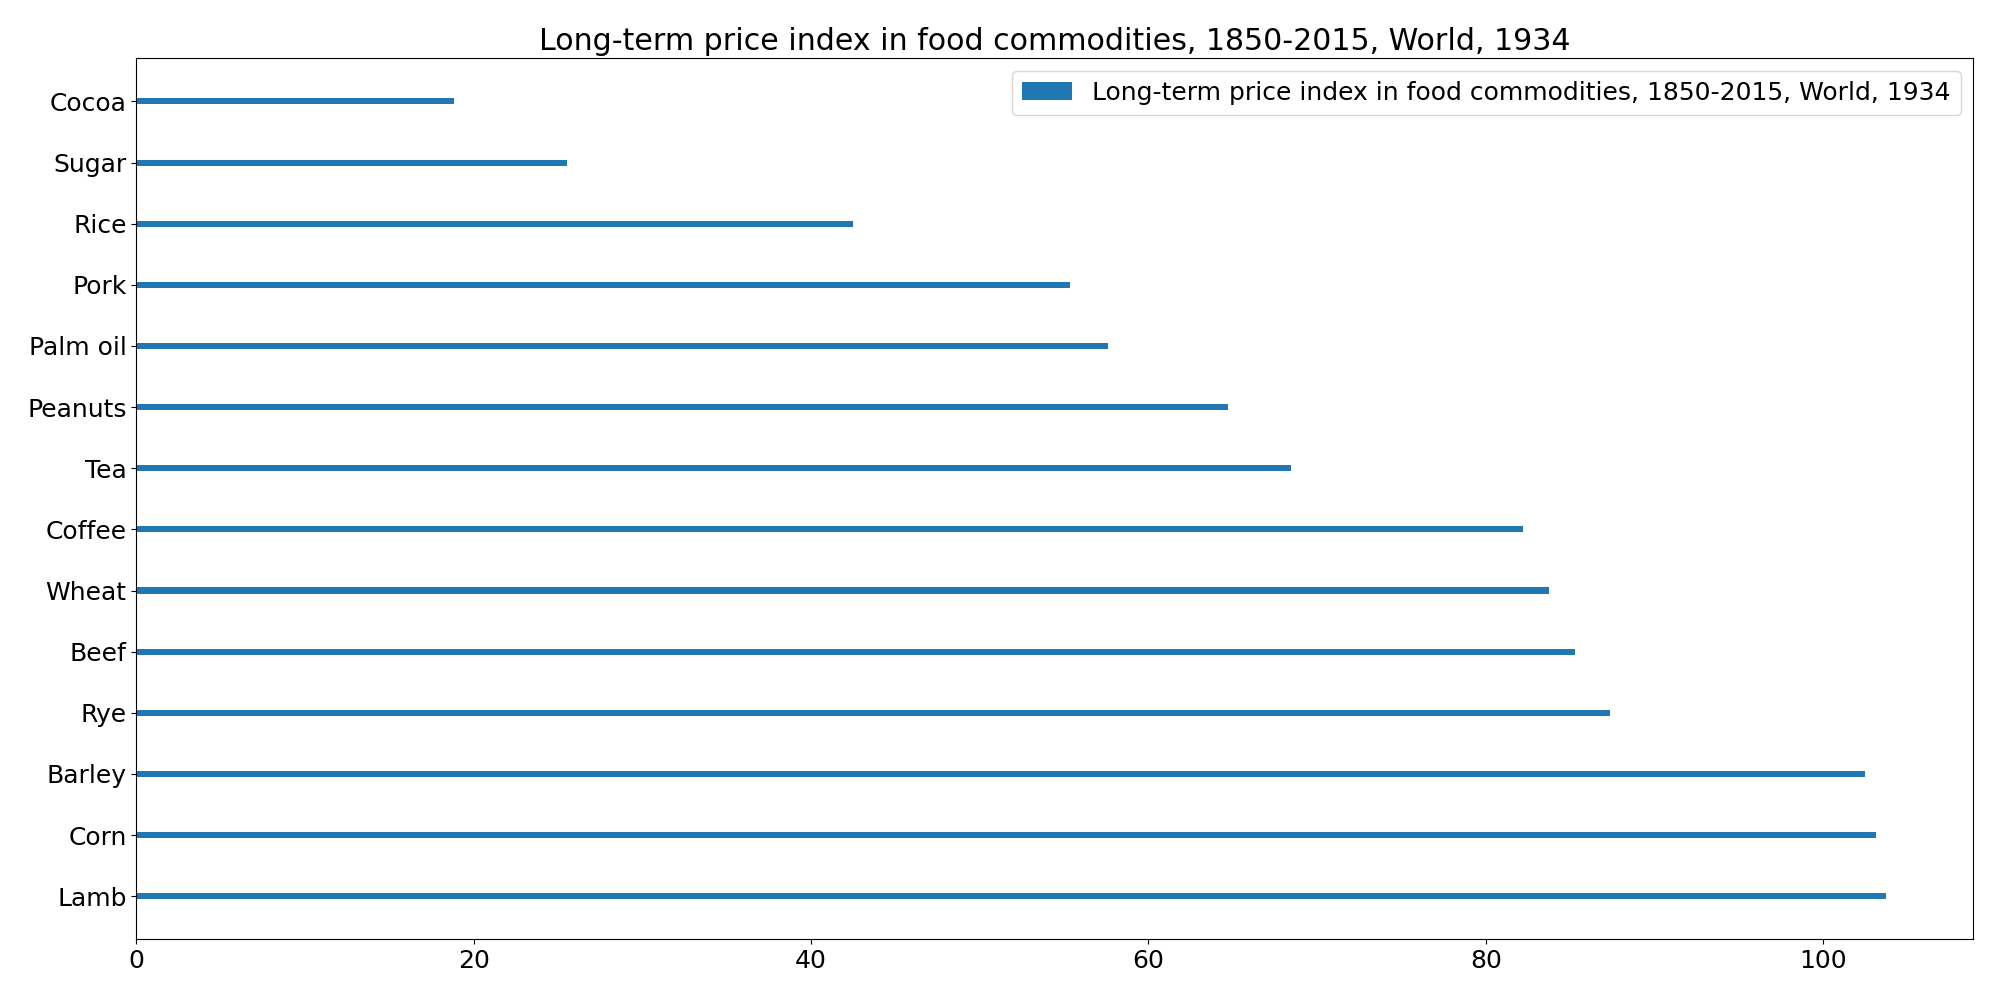 Long-term price index in food commodities, 1850-2015, World, 1934
Long-term price index in food commodities, 1850-2015, World, 1934
Cocoa
Sugar
Rice
Pork
Palm oil
Peanuts
Tea
Coffee
Wheat
Beef
Rye
Barley
Corn
Lamb
0 20 40 60 80 100